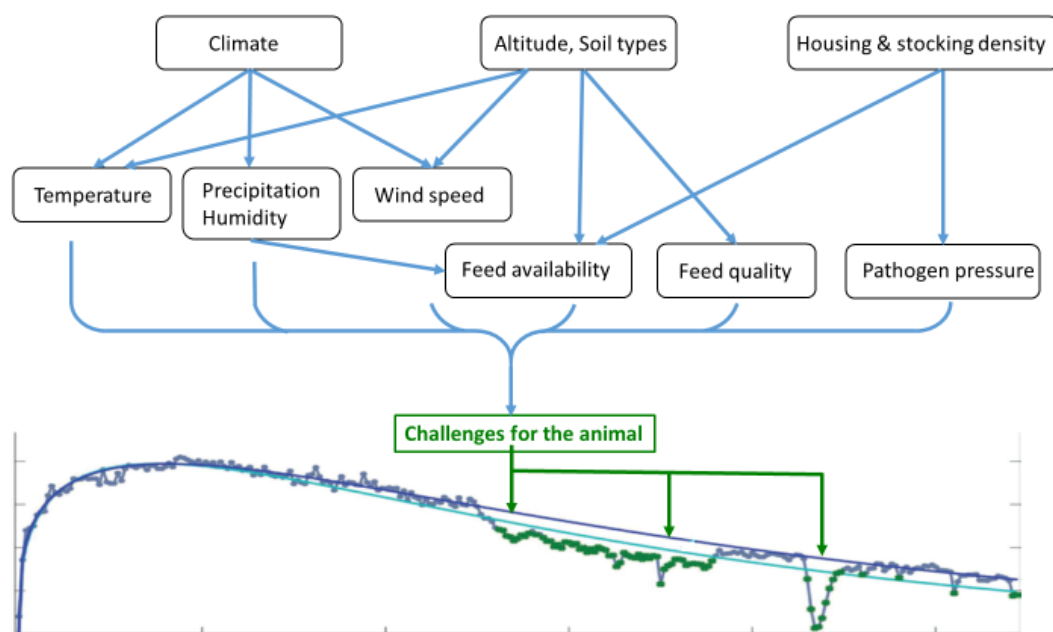 Climate
Altitude, Soil types
Housing & stocking density
Temperature
Precipitation
Humidity
Wind speed
Feed availability
Feed quality
Pathogen pressure
Challenges for the animal